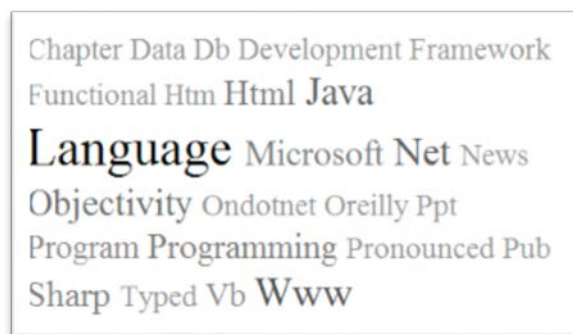 Chapter Data Db Development Framework
Functional Htm Html Java
Language Microsoft Net News
Objectivity Ondotnet Oreilly Ppt
Program Programming Pronounced Pub
Sharp Typed Vb Www